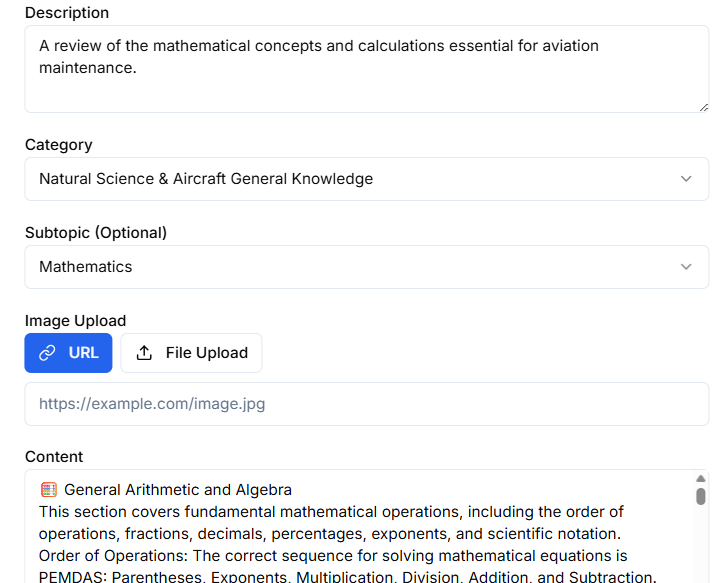 Description
A review of the mathematical concepts and calculations essential for aviation
maintenance.
Category
Natural Science & Aircraft General Knowledge
Subtopic (Optional)
Mathematics
Image Upload
URL
File Upload
https://example.com/image.jpg
Content
🧮 General Arithmetic and Algebra
This section covers fundamental mathematical operations, including the order of
operations, fractions, decimals, percentages, exponents, and scientific notation.
Order of Operations: The correct sequence for solving mathematical equations is
PEMDAS: Parentheses, Exponents, Multiplication, Division, Addition, and Subtraction.